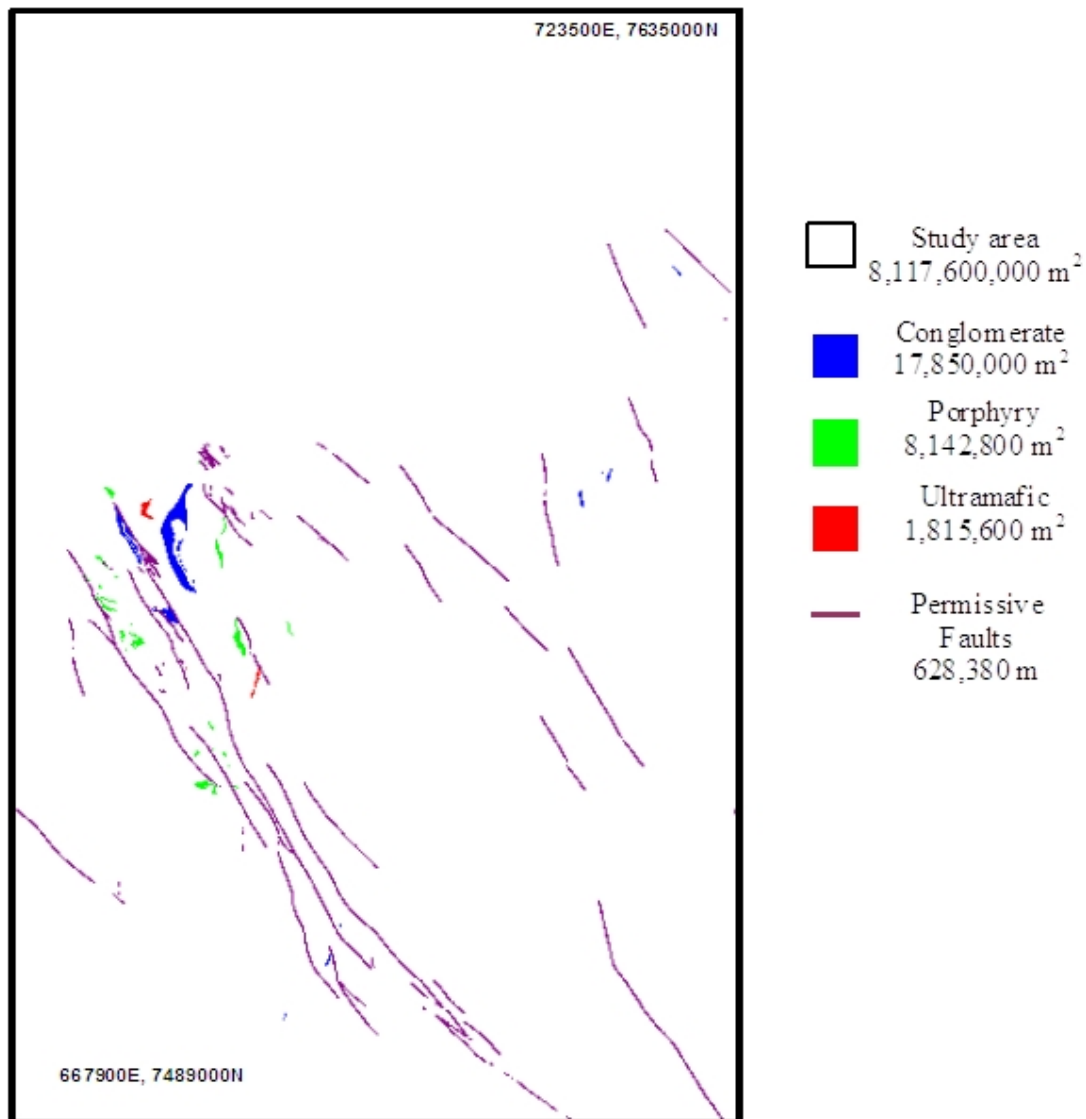 723500E, 7635000N
Study area
8,117,600,000 m²
Conglomerate
17,850,000 m²
Porphyry
8,142,800 m²
Ultramafic
1,815,600 m²
Permissive
Faults
628,380 m
667900E, 7489000N